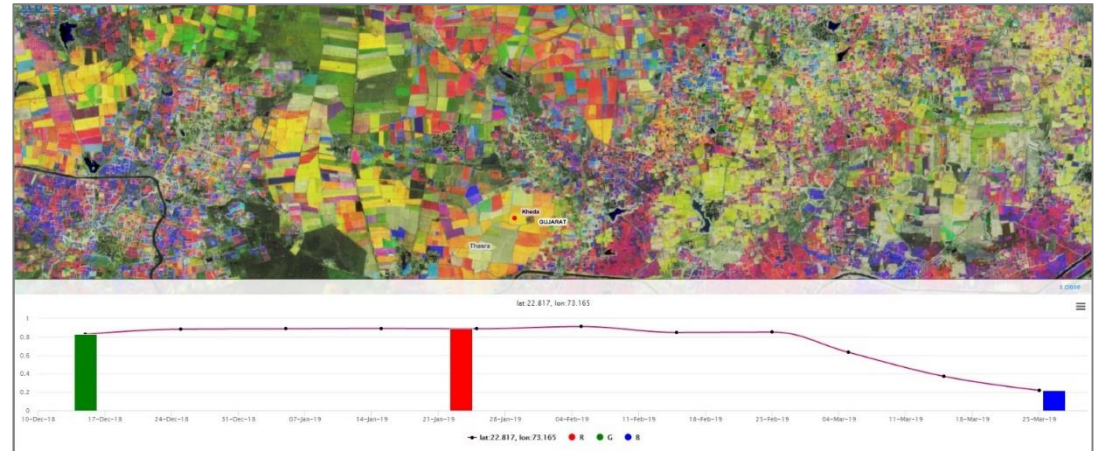 Kheda
GUJARAT
Thasra
x close
lat:22.817, lon:73.165
1
0.8
0.6
0.4
0.2
0
10-Dec-18 17-Dec-18 24-Dec-18 31-Dec-18 07-Jan-19 14-Jan-19 21-Jan-19 28-Jan-19 04-Feb-19 11-Feb-19 18-Feb-19 25-Feb-19 04-Mar-19 11-Mar-19 18-Mar-19 25-Mar-19
lat:22.817, lon:73.165 R G B